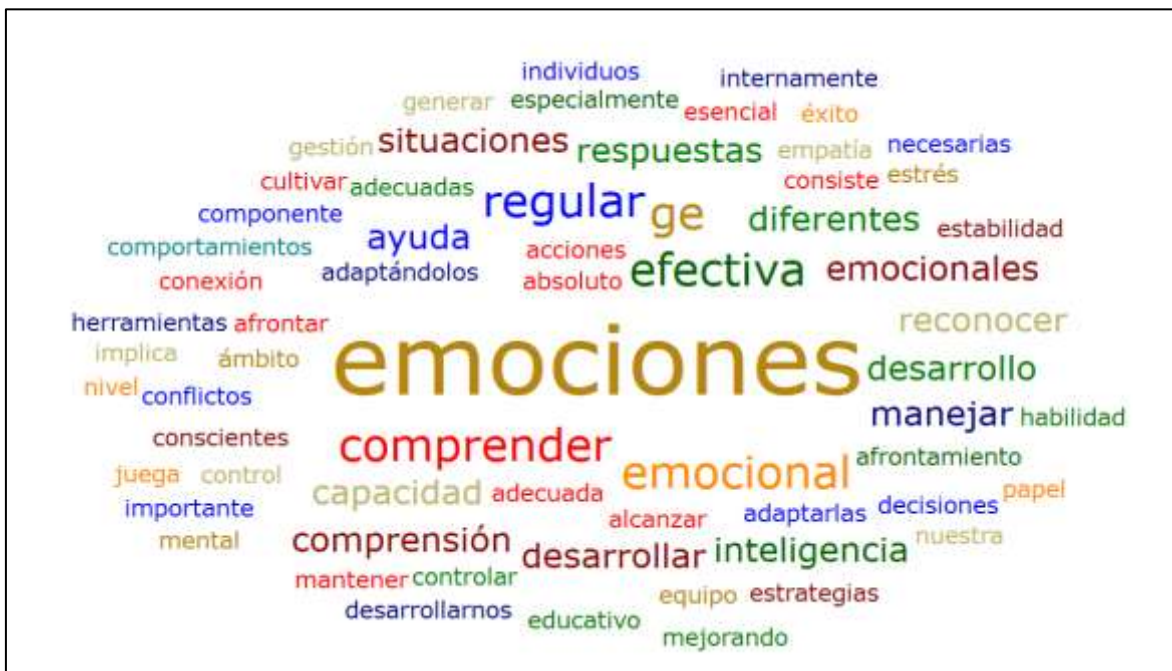 individuos internamente
generar especialmente esencial éxito
gestión situaciones respuestas empatía necesarias
cultivar adecuadas regular ge consiste estrés
componente ayuda acciones diferentes estabilidad
comportamientos adaptándolos efectiva emocionales
conexión absoluto
herramientas afrontar emociones reconocer
implica ámbito desarrollo
nivel conflictos manejar habilidad
conscientes comprender emocional afrontamiento
juega control capacidad adecuada decisiones papel
importante alcanzar adaptarlas nuestra
mental comprensión desarrollar inteligencia
mantener controlar equipo estrategias
desarrollarnos educativo mejorando